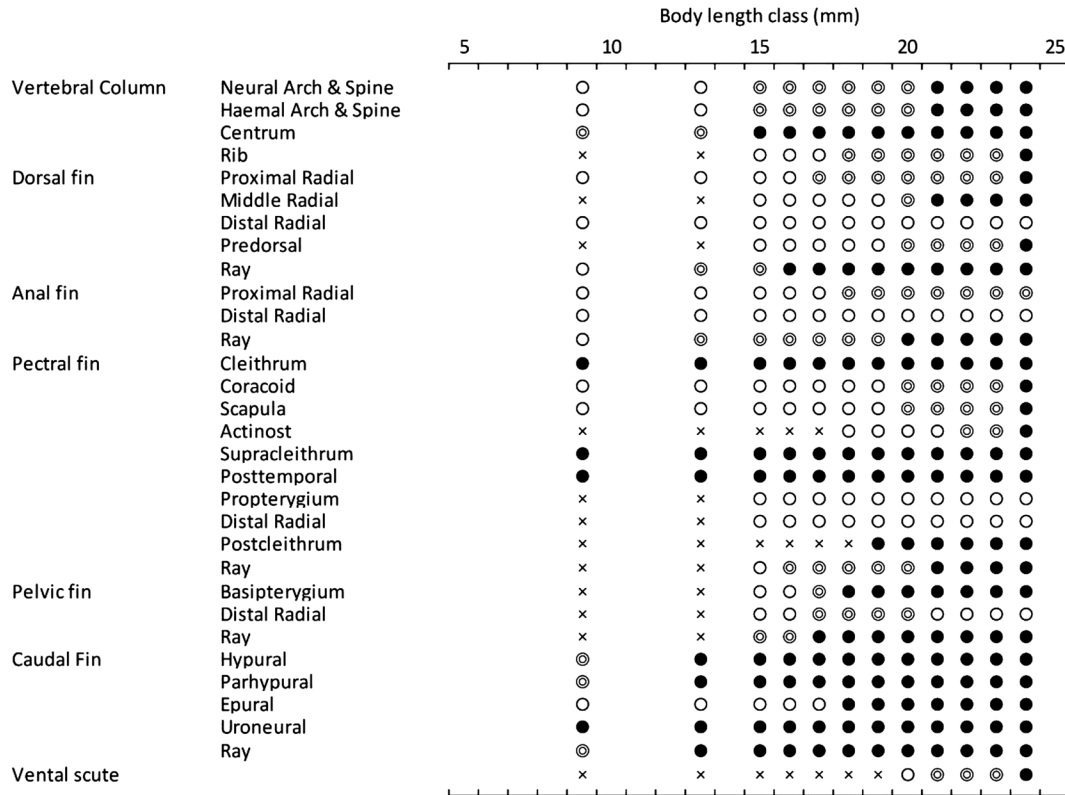 Body length class (mm)
5 10 15 20 25
Vertebral Column Neural Arch & Spine
Haemal Arch & Spine
Centrum
Rib
Dorsal fin Proximal Radial
Middle Radial
Distal Radial
Predorsal
Ray
Anal fin Proximal Radial
Distal Radial
Ray
Pectral fin Cleithrum
Coracoid
Scapula
Actinost
Supracleithrum
Posttemporal
Propterygium
Distal Radial
Postcleithrum
Ray
Pelvic fin Basipterygium
Distal Radial
Ray
Caudal Fin Hypural
Parhypural
Epural
Uroneural
Ray
Vental scute